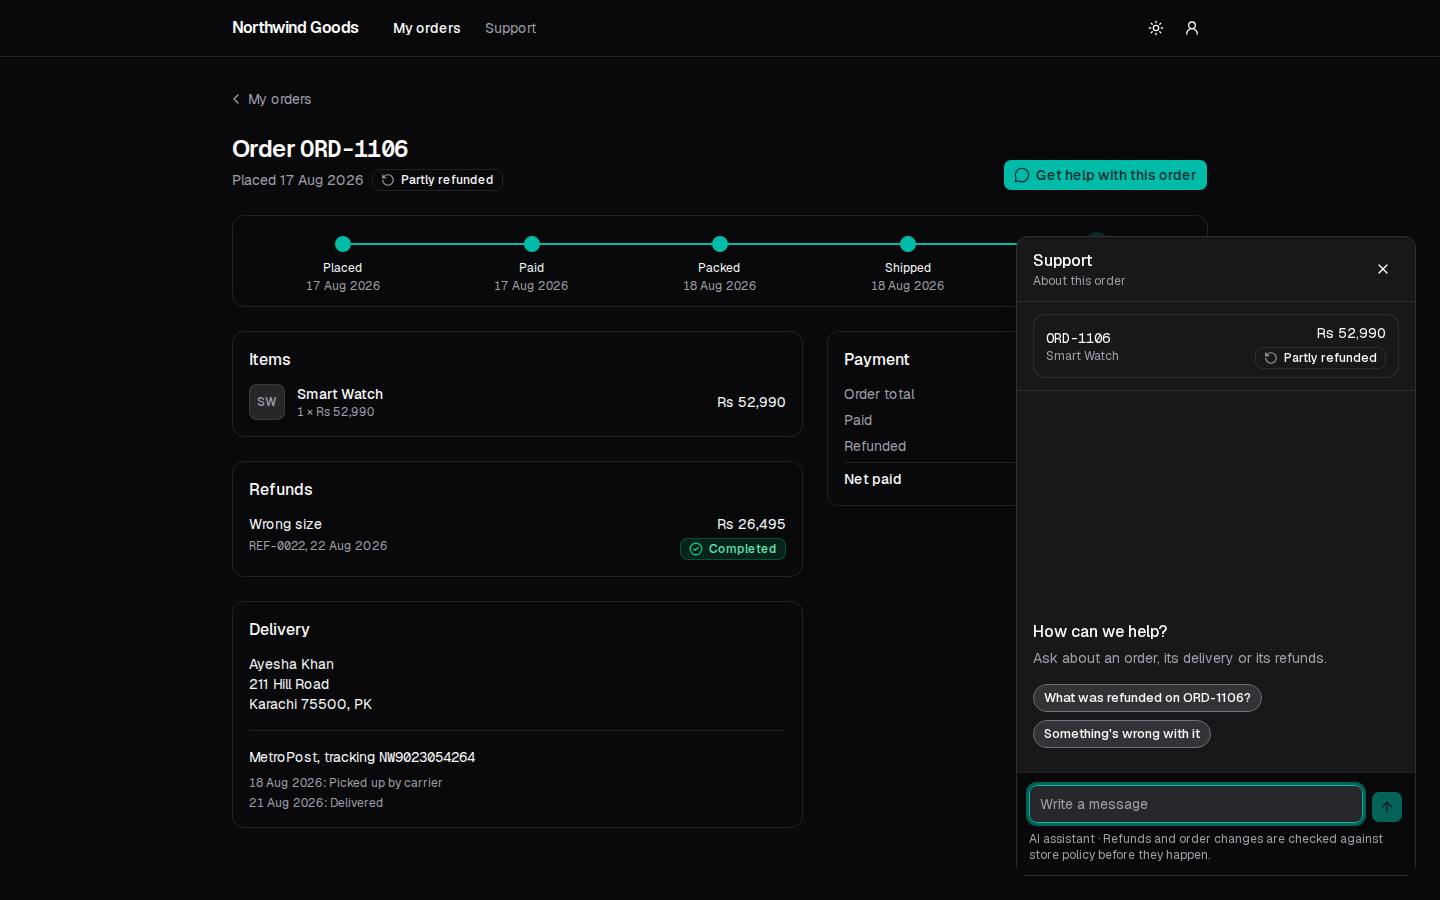 Northwind Goods
My orders
Support
My orders
Order ORD-1106
Placed 17 Aug 2026
Partly refunded
Get help with this order
Placed
17 Aug 2026
Paid
17 Aug 2026
Packed
18 Aug 2026
Shipped
18 Aug 2026
Items
SW
Smart Watch
1 × Rs 52,990
Rs 52,990
Refunds
Wrong size
Rs 26,495
REF-0022, 22 Aug 2026
Completed
Delivery
Ayesha Khan
211 Hill Road
Karachi 75500, PK
MetroPost, tracking NW9023054264
18 Aug 2026: Picked up by carrier
21 Aug 2026: Delivered
Payment
Order total
Paid
Refunded
Net paid
Support
About this order
ORD-1106
Smart Watch
Rs 52,990
Partly refunded
How can we help?
Ask about an order, its delivery or its refunds.
What was refunded on ORD-1106?
Something's wrong with it
Write a message
AI assistant · Refunds and order changes are checked against
store policy before they happen.